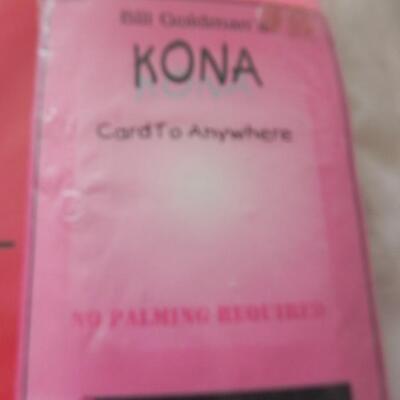 Bill Goldman's
KONA
Card To Anywhere
NO PALMING REQUIRED